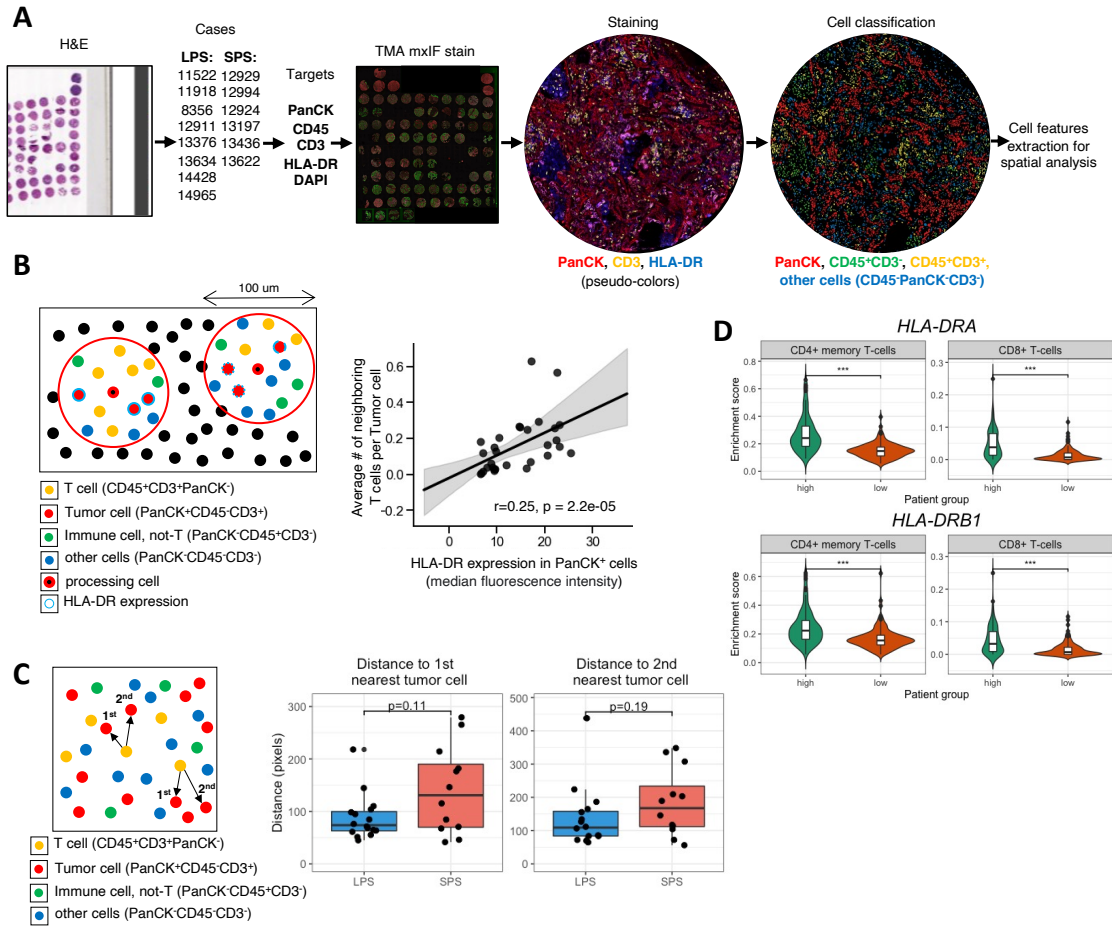 A
H&E
Cases
LPS: SPS:
11522 12929
11918 12994
8356 12924
12911 13197
13376 13436
13634 13622
14428
14965
Targets
PanCK
CD45
CD3
HLA-DR
DAPI
TMA mxIF stain
Staining
PanCK, CD3, HLA-DR
(pseudo-colors)
Cell classification
PanCK, CD45⁺CD3⁻, CD45⁺CD3⁺,
other cells (CD45⁻PanCK⁻CD3⁻)
Cell features
extraction for
spatial analysis
B
100 um
T cell (CD45⁺CD3⁺PanCK⁻)
Tumor cell (PanCK⁺CD45⁻CD3⁺)
Immune cell, not-T (PanCK⁻CD45⁺CD3⁻)
other cells (PanCK⁻CD45⁻CD3⁻)
processing cell
HLA-DR expression
Average # of neighboring
T cells per Tumor cell
0.6
0.4
0.2
0.0
-0.2
r=0.25, p = 2.2e-05
0 10 20 30
HLA-DR expression in PanCK⁺ cells
(median fluorescence intensity)
D
HLA-DRA
CD4+ memory T-cells
CD8+ T-cells
Enrichment score
0.8
0.6
0.4
0.2
0.0
***
0.3
0.2
0.1
0.0
***
high low high low
Patient group
HLA-DRB1
CD4+ memory T-cells
CD8+ T-cells
Enrichment score
0.6
0.4
0.2
0.0
***
0.3
0.2
0.1
0.0
***
high low high low
Patient group
C
1st
2nd
1st
2nd
T cell (CD45⁺CD3⁺PanCK⁻)
Tumor cell (PanCK⁺CD45⁻CD3⁺)
Immune cell, not-T (PanCK⁻CD45⁺CD3⁻)
other cells (PanCK⁻CD45⁻CD3⁻)
Distance to 1st
nearest tumor cell
Distance (pixels)
300
200
100
0
p=0.11
LPS SPS
Distance to 2nd
nearest tumor cell
500
400
300
200
100
0
p=0.19
LPS SPS